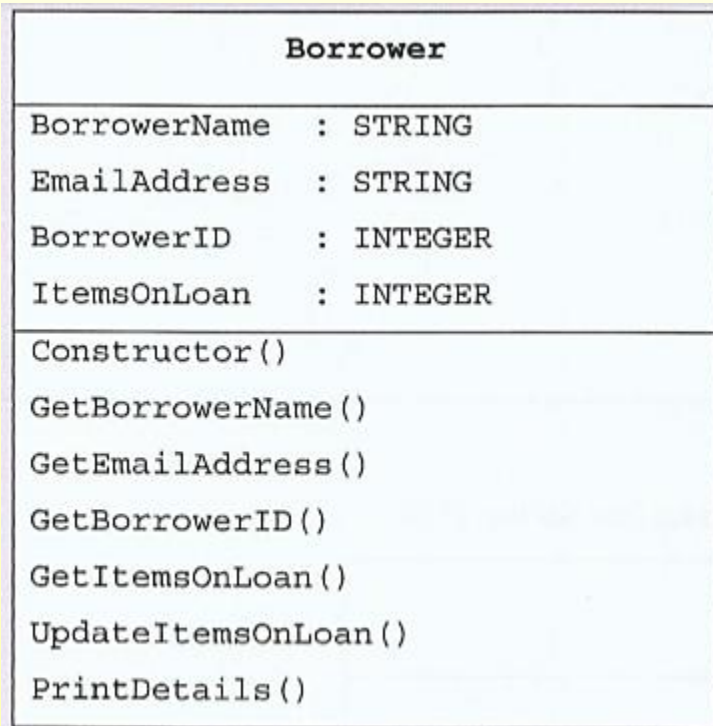 Borrower
BorrowerName : STRING
EmailAddress : STRING
BorrowerID : INTEGER
ItemsOnLoan : INTEGER
Constructor()
GetBorrowerName()
GetEmailAddress()
GetBorrowerID()
GetItemsOnLoan()
UpdateItemsOnLoan()
PrintDetails()